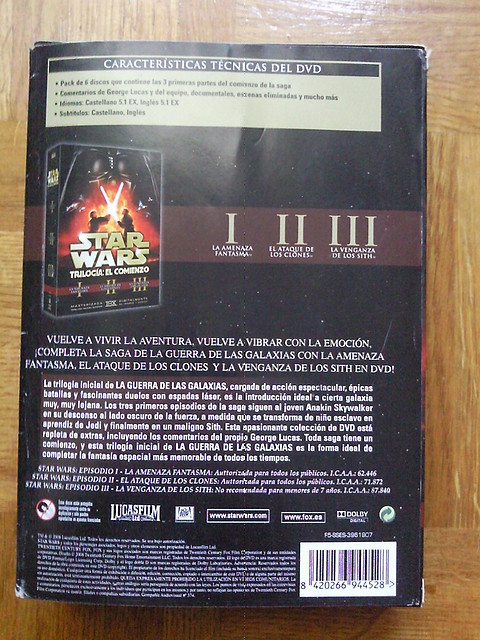 CARACTERÍSTICAS TÉCNICAS DEL DVD
• Pack de 6 discos que contiene las 3 primeras partes del comienzo de la saga
• Comentarios de George Lucas y del equipo, documentales, escenas eliminadas y mucho más
• Idiomas: Castellano 5.1 EX, Inglés 5.1 EX
• Subtítulos: Castellano, Inglés
STAR WARS
STAR
WARS
TRILOGÍA: EL COMIENZO
I II III
I II III
LA AMENAZA FANTASMA™
EL ATAQUE DE LOS CLONES™
LA VENGANZA DE LOS SITH™
VUELVE A VIVIR LA AVENTURA, VUELVE A VIBRAR CON LA EMOCIÓN,
¡COMPLETA LA SAGA DE LA GUERRA DE LAS GALAXIAS CON LA AMENAZA
FANTASMA, EL ATAQUE DE LOS CLONES Y LA VENGANZA DE LOS SITH EN DVD!
La trilogía inicial de LA GUERRA DE LAS GALAXIAS, cargada de acción espectacular, épicas
batallas y fascinantes duelos con espadas láser, es la introducción ideal a cierta galaxia
muy, muy lejana. Los tres primeros episodios de la saga siguen al joven Anakin Skywalker
en su descenso al lado oscuro de la fuerza, a medida que se transforma de niño esclavo en
aprendiz de Jedi y finalmente en un maligno Sith. Esta apasionante colección de DVD está
repleta de extras, incluyendo los comentarios del propio George Lucas. Toda saga tiene un
comienzo, y esta trilogía inicial de LA GUERRA DE LAS GALAXIAS es la forma ideal de
completar la fantasía espacial más memorable de todos los tiempos.
STAR WARS: EPISODIO I - LA AMENAZA FANTASMA: Autorizada para todos los públicos. I.C.A.A.: 62.446
STAR WARS: EPISODIO II - EL ATAQUE DE LOS CLONES: Autorizada para todos los públicos. I.C.A.A.: 71.872
STAR WARS: EPISODIO III - LA VENGANZA DE LOS SITH: No recomendada para menores de 7 años. I.C.A.A.: 87.840
LUCASFILM LTD
www.starwars.com
www.fox.es
DOLBY DIGITAL
F5-BSES-3961907
8 420266 944528